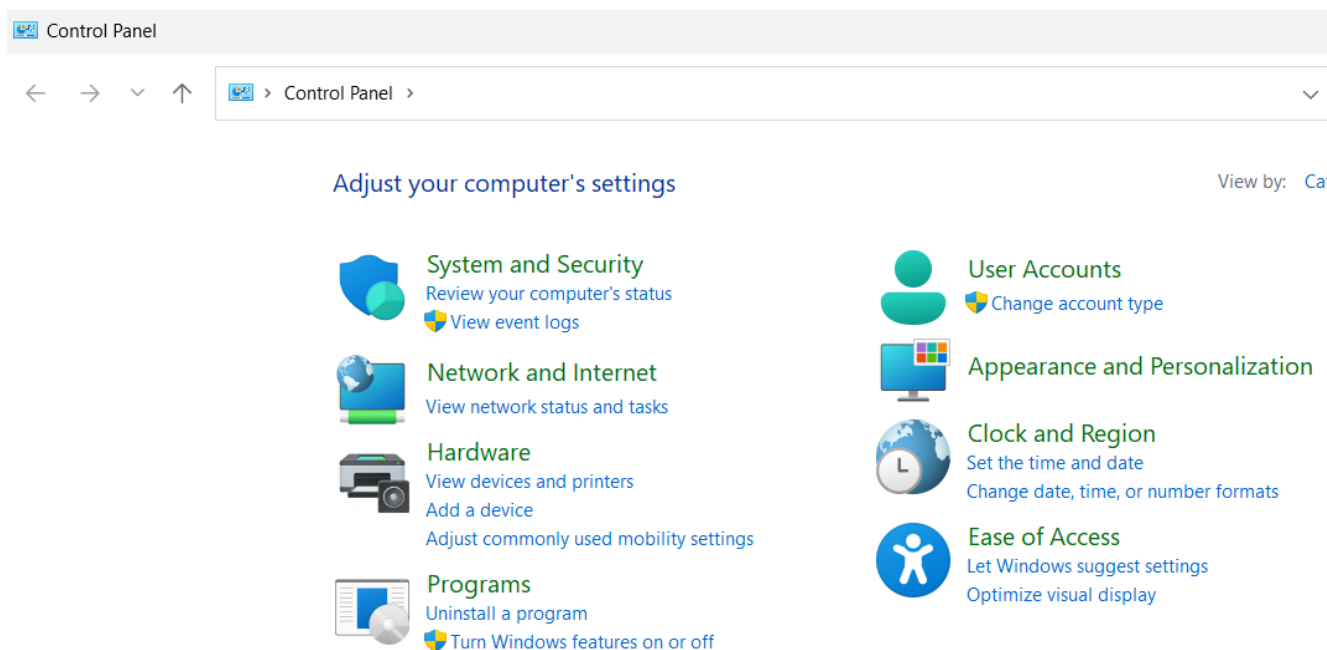 Control Panel
Control Panel
Adjust your computer's settings
View by:
System and Security
Review your computer's status
View event logs
Network and Internet
View network status and tasks
Hardware
View devices and printers
Add a device
Adjust commonly used mobility settings
Programs
Uninstall a program
Turn Windows features on or off
User Accounts
Change account type
Appearance and Personalization
Clock and Region
Set the time and date
Change date, time, or number formats
Ease of Access
Let Windows suggest settings
Optimize visual display